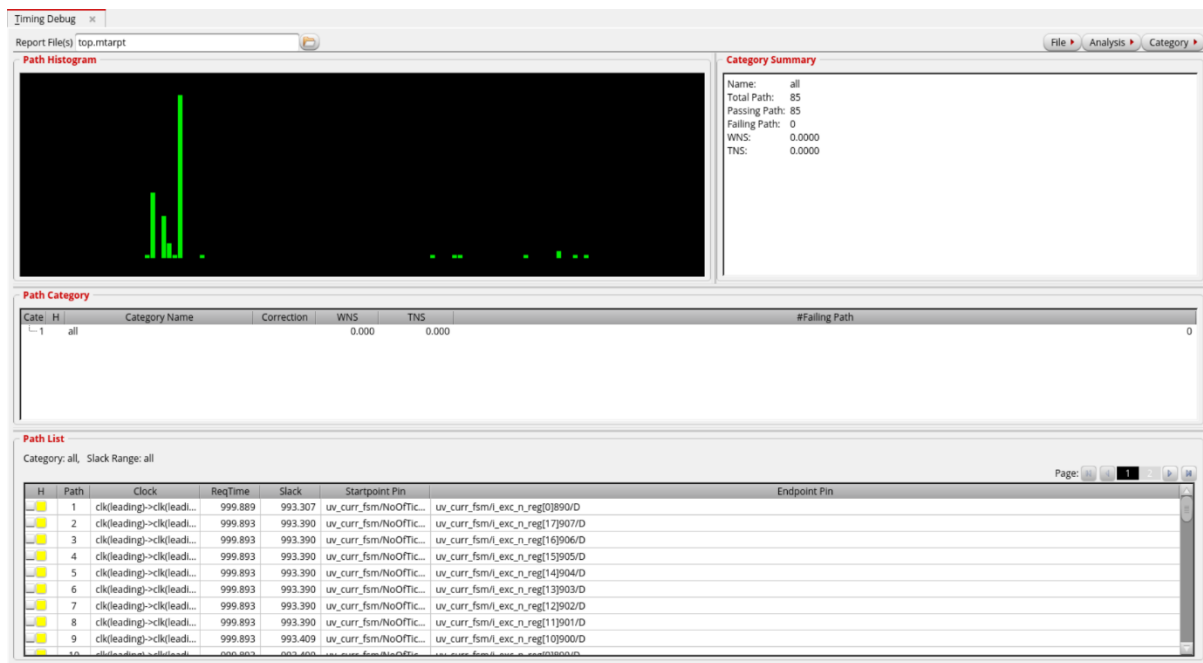 Timing Debug
Report File(s) top.mtarpt File Analysis Category
Path Histogram
Category Summary
Name: all
Total Path: 85
Passing Path: 85
Failing Path: 0
WNS: 0.0000
TNS: 0.0000
Path Category
Cate H Category Name Correction WNS TNS #Failing Path
1 all 0.000 0.000 0
Path List
Category: all, Slack Range: all
Page: 1 2
H Path Clock ReqTime Slack Startpoint Pin Endpoint Pin
1 clk(leading)->clk(leadi... 999.889 993.307 uv_curr_fsm/NoOfTic... uv_curr_fsm/i_exc_n_reg[0]890/D
2 clk(leading)->clk(leadi... 999.893 993.390 uv_curr_fsm/NoOfTic... uv_curr_fsm/i_exc_n_reg[17]907/D
3 clk(leading)->clk(leadi... 999.893 993.390 uv_curr_fsm/NoOfTic... uv_curr_fsm/i_exc_n_reg[16]906/D
4 clk(leading)->clk(leadi... 999.893 993.390 uv_curr_fsm/NoOfTic... uv_curr_fsm/i_exc_n_reg[15]905/D
5 clk(leading)->clk(leadi... 999.893 993.390 uv_curr_fsm/NoOfTic... uv_curr_fsm/i_exc_n_reg[14]904/D
6 clk(leading)->clk(leadi... 999.893 993.390 uv_curr_fsm/NoOfTic... uv_curr_fsm/i_exc_n_reg[13]903/D
7 clk(leading)->clk(leadi... 999.893 993.390 uv_curr_fsm/NoOfTic... uv_curr_fsm/i_exc_n_reg[12]902/D
8 clk(leading)->clk(leadi... 999.893 993.390 uv_curr_fsm/NoOfTic... uv_curr_fsm/i_exc_n_reg[11]901/D
9 clk(leading)->clk(leadi... 999.893 993.409 uv_curr_fsm/NoOfTic... uv_curr_fsm/i_exc_n_reg[10]900/D